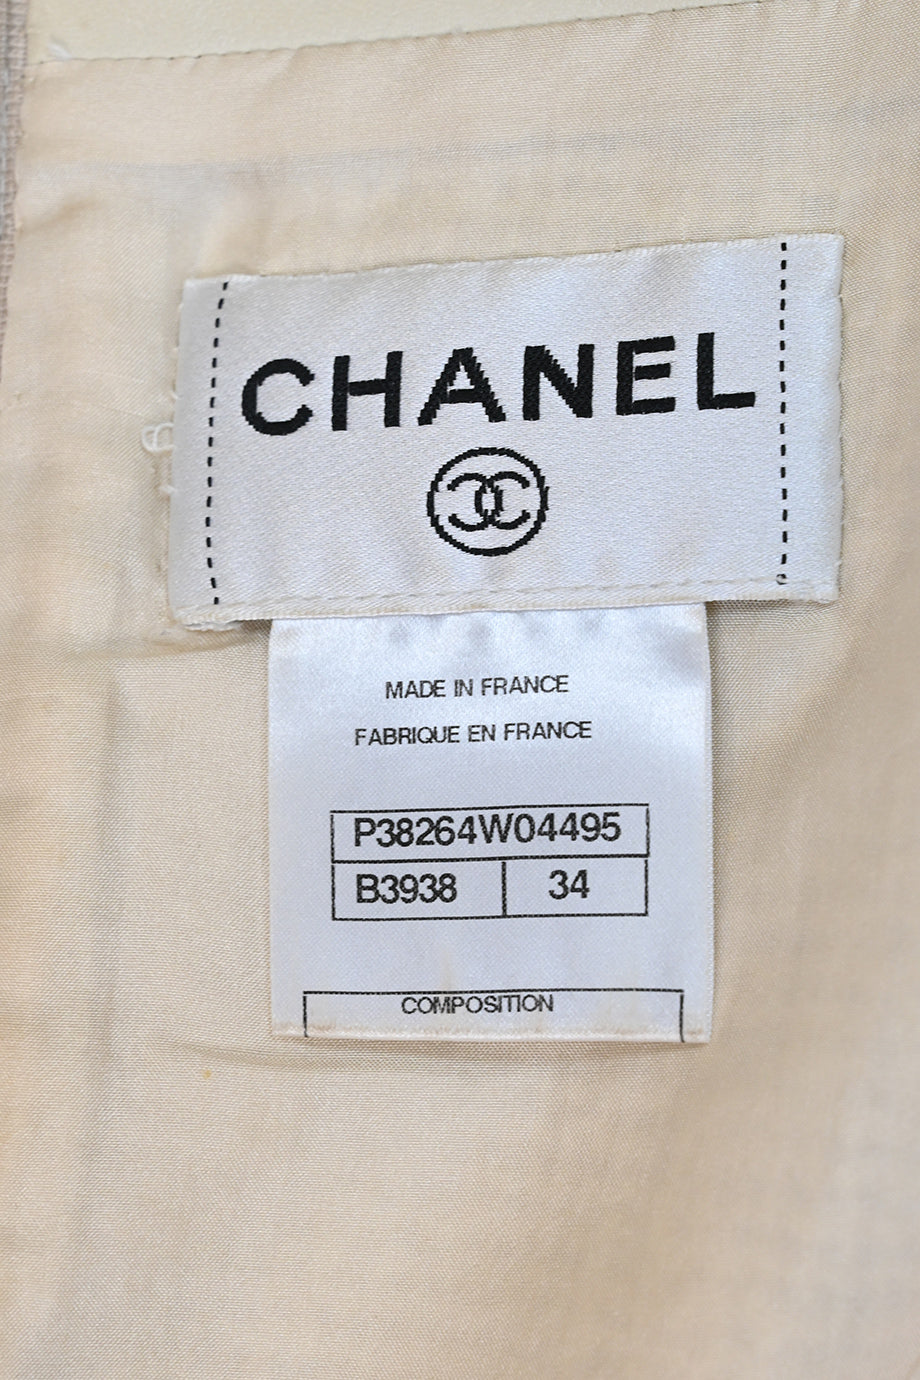 CHANEL
MADE IN FRANCE
FABRIQUE EN FRANCE
P38264W04495
B3938 34
COMPOSITION